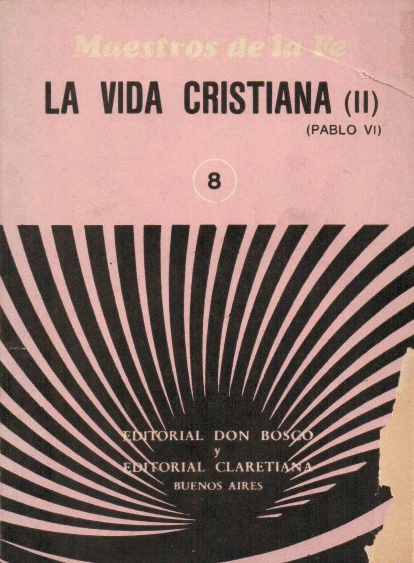 Maestros de la Fe
LA VIDA CRISTIANA (II)
(PABLO VI)
8
EDITORIAL DON BOSCO
y
EDITORIAL CLARETIANA
BUENOS AIRES